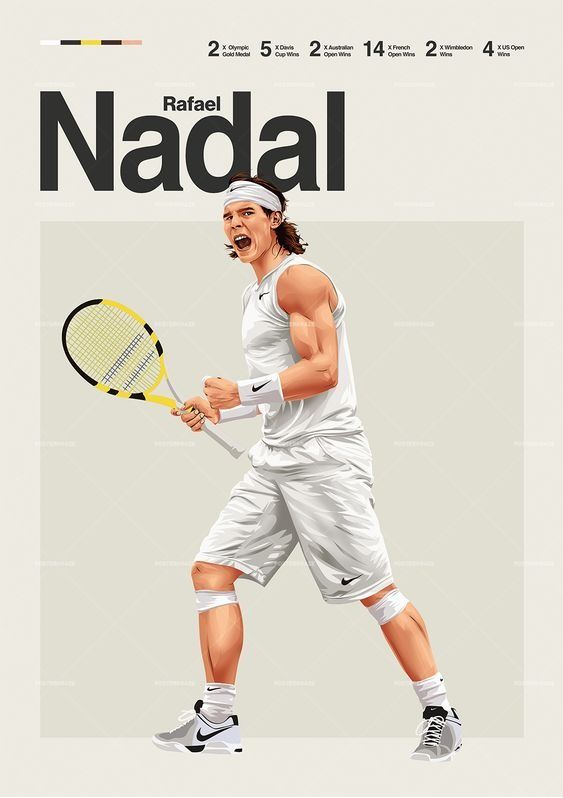 2 X Olympic Gold Medal
5 X Davis Cup Wins
2 X Australian Open Wins
14 X French Open Wins
2 X Wimbledon Wins
4 X US Open Wins
Rafael
Nadal